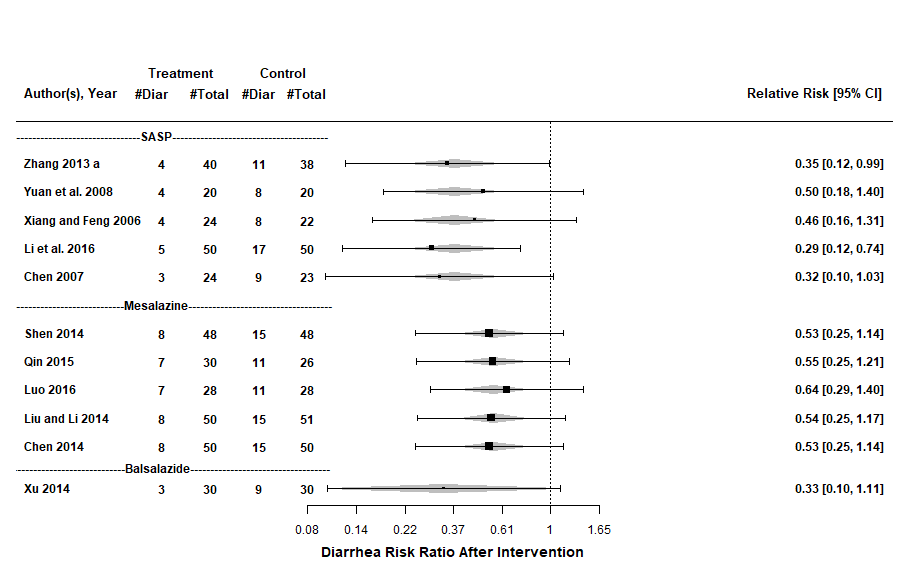 Treatment Control
Author(s), Year #Diar #Total #Diar #Total Relative Risk [95% CI]
SASP
Zhang 2013 a 4 40 11 38 0.35 [0.12, 0.99]
Yuan et al. 2008 4 20 8 20 0.50 [0.18, 1.40]
Xiang and Feng 2006 4 24 8 22 0.46 [0.16, 1.31]
Li et al. 2016 5 50 17 50 0.29 [0.12, 0.74]
Chen 2007 3 24 9 23 0.32 [0.10, 1.03]
Mesalazine
Shen 2014 8 48 15 48 0.53 [0.25, 1.14]
Qin 2015 7 30 11 26 0.55 [0.25, 1.21]
Luo 2016 7 28 11 28 0.64 [0.29, 1.40]
Liu and Li 2014 8 50 15 51 0.54 [0.25, 1.17]
Chen 2014 8 50 15 50 0.53 [0.25, 1.14]
Balsalazide
Xu 2014 3 30 9 30 0.33 [0.10, 1.11]
0.08 0.14 0.22 0.37 0.61 1 1.65
Diarrhea Risk Ratio After Intervention